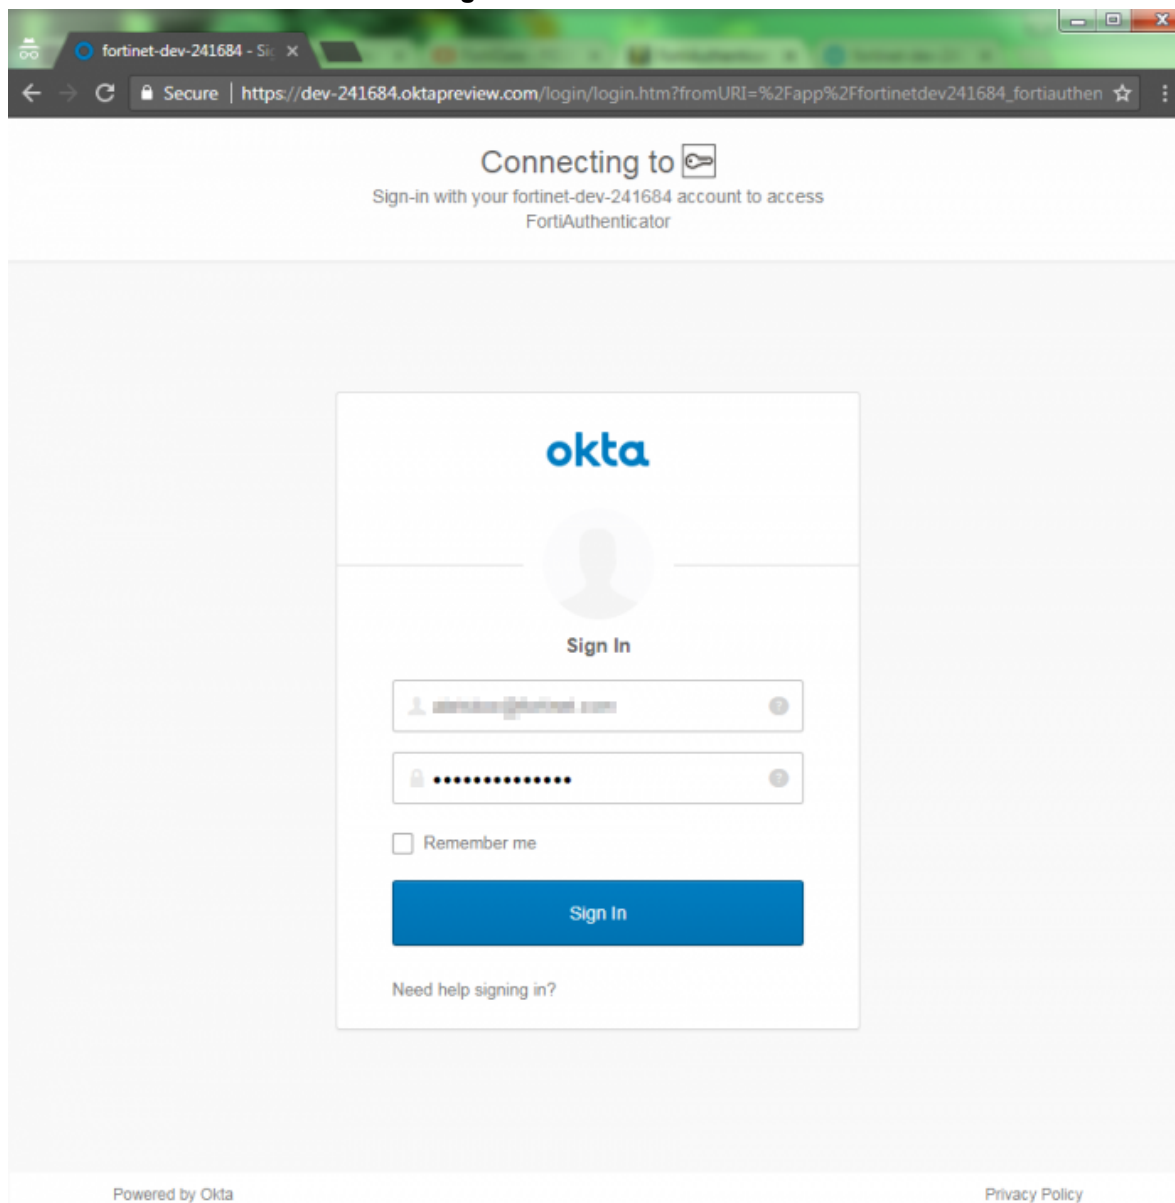 fortinet-dev-241684 - Sig
Secure | https://dev-241684.oktapreview.com/login/login.htm?fromURI=%2Fapp%2Ffortinetdev241684_fortiauthen
Connecting to
Sign-in with your fortinet-dev-241684 account to access
FortiAuthenticator
okta
Sign In
••••••••••••••
Remember me
Sign In
Need help signing in?
Powered by Okta
Privacy Policy